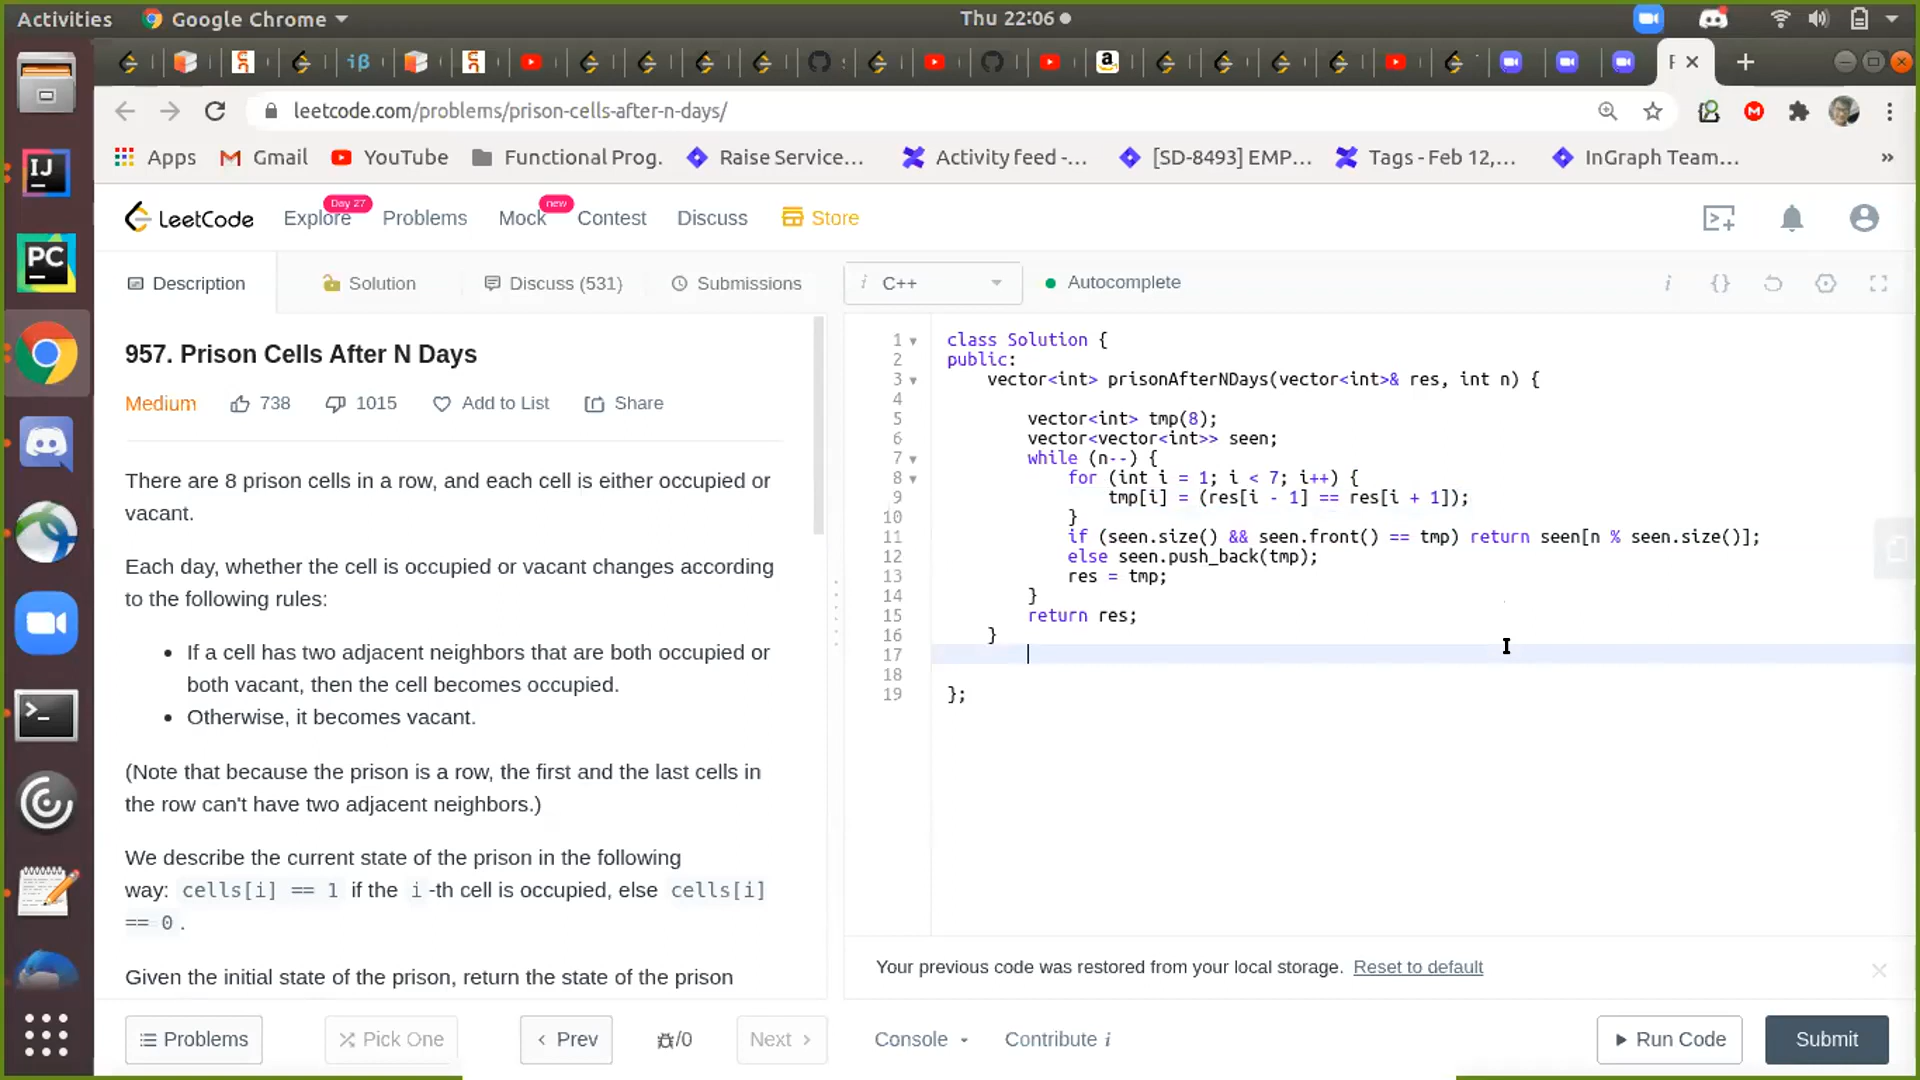 Activities
Google Chrome
Thu 22:06
iβ
leetcode.com/problems/prison-cells-after-n-days/
Apps
Gmail
YouTube
Functional Prog.
Raise Service...
Activity feed -...
[SD-8493] EMP...
Tags - Feb 12,...
InGraph Team...
»
LeetCode
Explore
Day 27
Problems
Mock
new
Contest
Discuss
Store
Description
Solution
Discuss (531)
Submissions
i C++
Autocomplete
957. Prison Cells After N Days
Medium
738
1015
Add to List
Share
There are 8 prison cells in a row, and each cell is either occupied or
vacant.
Each day, whether the cell is occupied or vacant changes according
to the following rules:
• If a cell has two adjacent neighbors that are both occupied or
both vacant, then the cell becomes occupied.
• Otherwise, it becomes vacant.
(Note that because the prison is a row, the first and the last cells in
the row can't have two adjacent neighbors.)
We describe the current state of the prison in the following
way: cells[i] == 1 if the i -th cell is occupied, else cells[i]
== 0 .
Given the initial state of the prison, return the state of the prison
1 class Solution {
2 public:
3 vector<int> prisonAfterNDays(vector<int>& res, int n) {
4
5 vector<int> tmp(8);
6 vector<vector<int>> seen;
7 while (n--) {
8 for (int i = 1; i < 7; i++) {
9 tmp[i] = (res[i - 1] == res[i + 1]);
10 }
11 if (seen.size() && seen.front() == tmp) return seen[n % seen.size()];
12 else seen.push_back(tmp);
13 res = tmp;
14 }
15 return res;
16 }
17
18
19 };
Your previous code was restored from your local storage. Reset to default
Problems
Pick One
Prev
/0
Next
Console
Contribute i
Run Code
Submit
IJ
PC